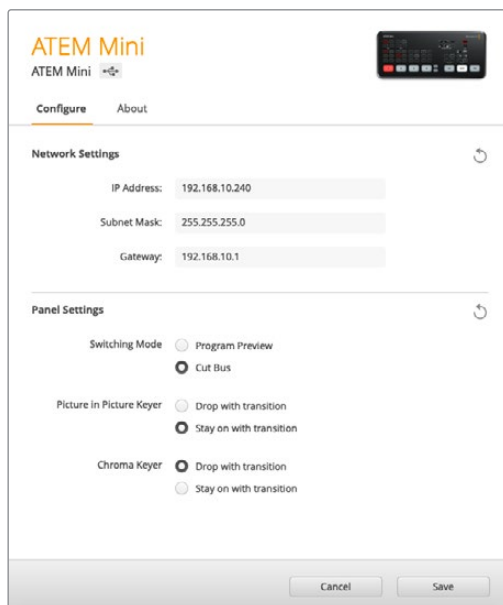 ATEM Mini
ATEM Mini
Configure About
Network Settings
IP Address: 192.168.10.240
Subnet Mask: 255.255.255.0
Gateway: 192.168.10.1
Panel Settings
Switching Mode Program Preview
Cut Bus
Picture in Picture Keyer Drop with transition
Stay on with transition
Chroma Keyer Drop with transition
Stay on with transition
Cancel Save